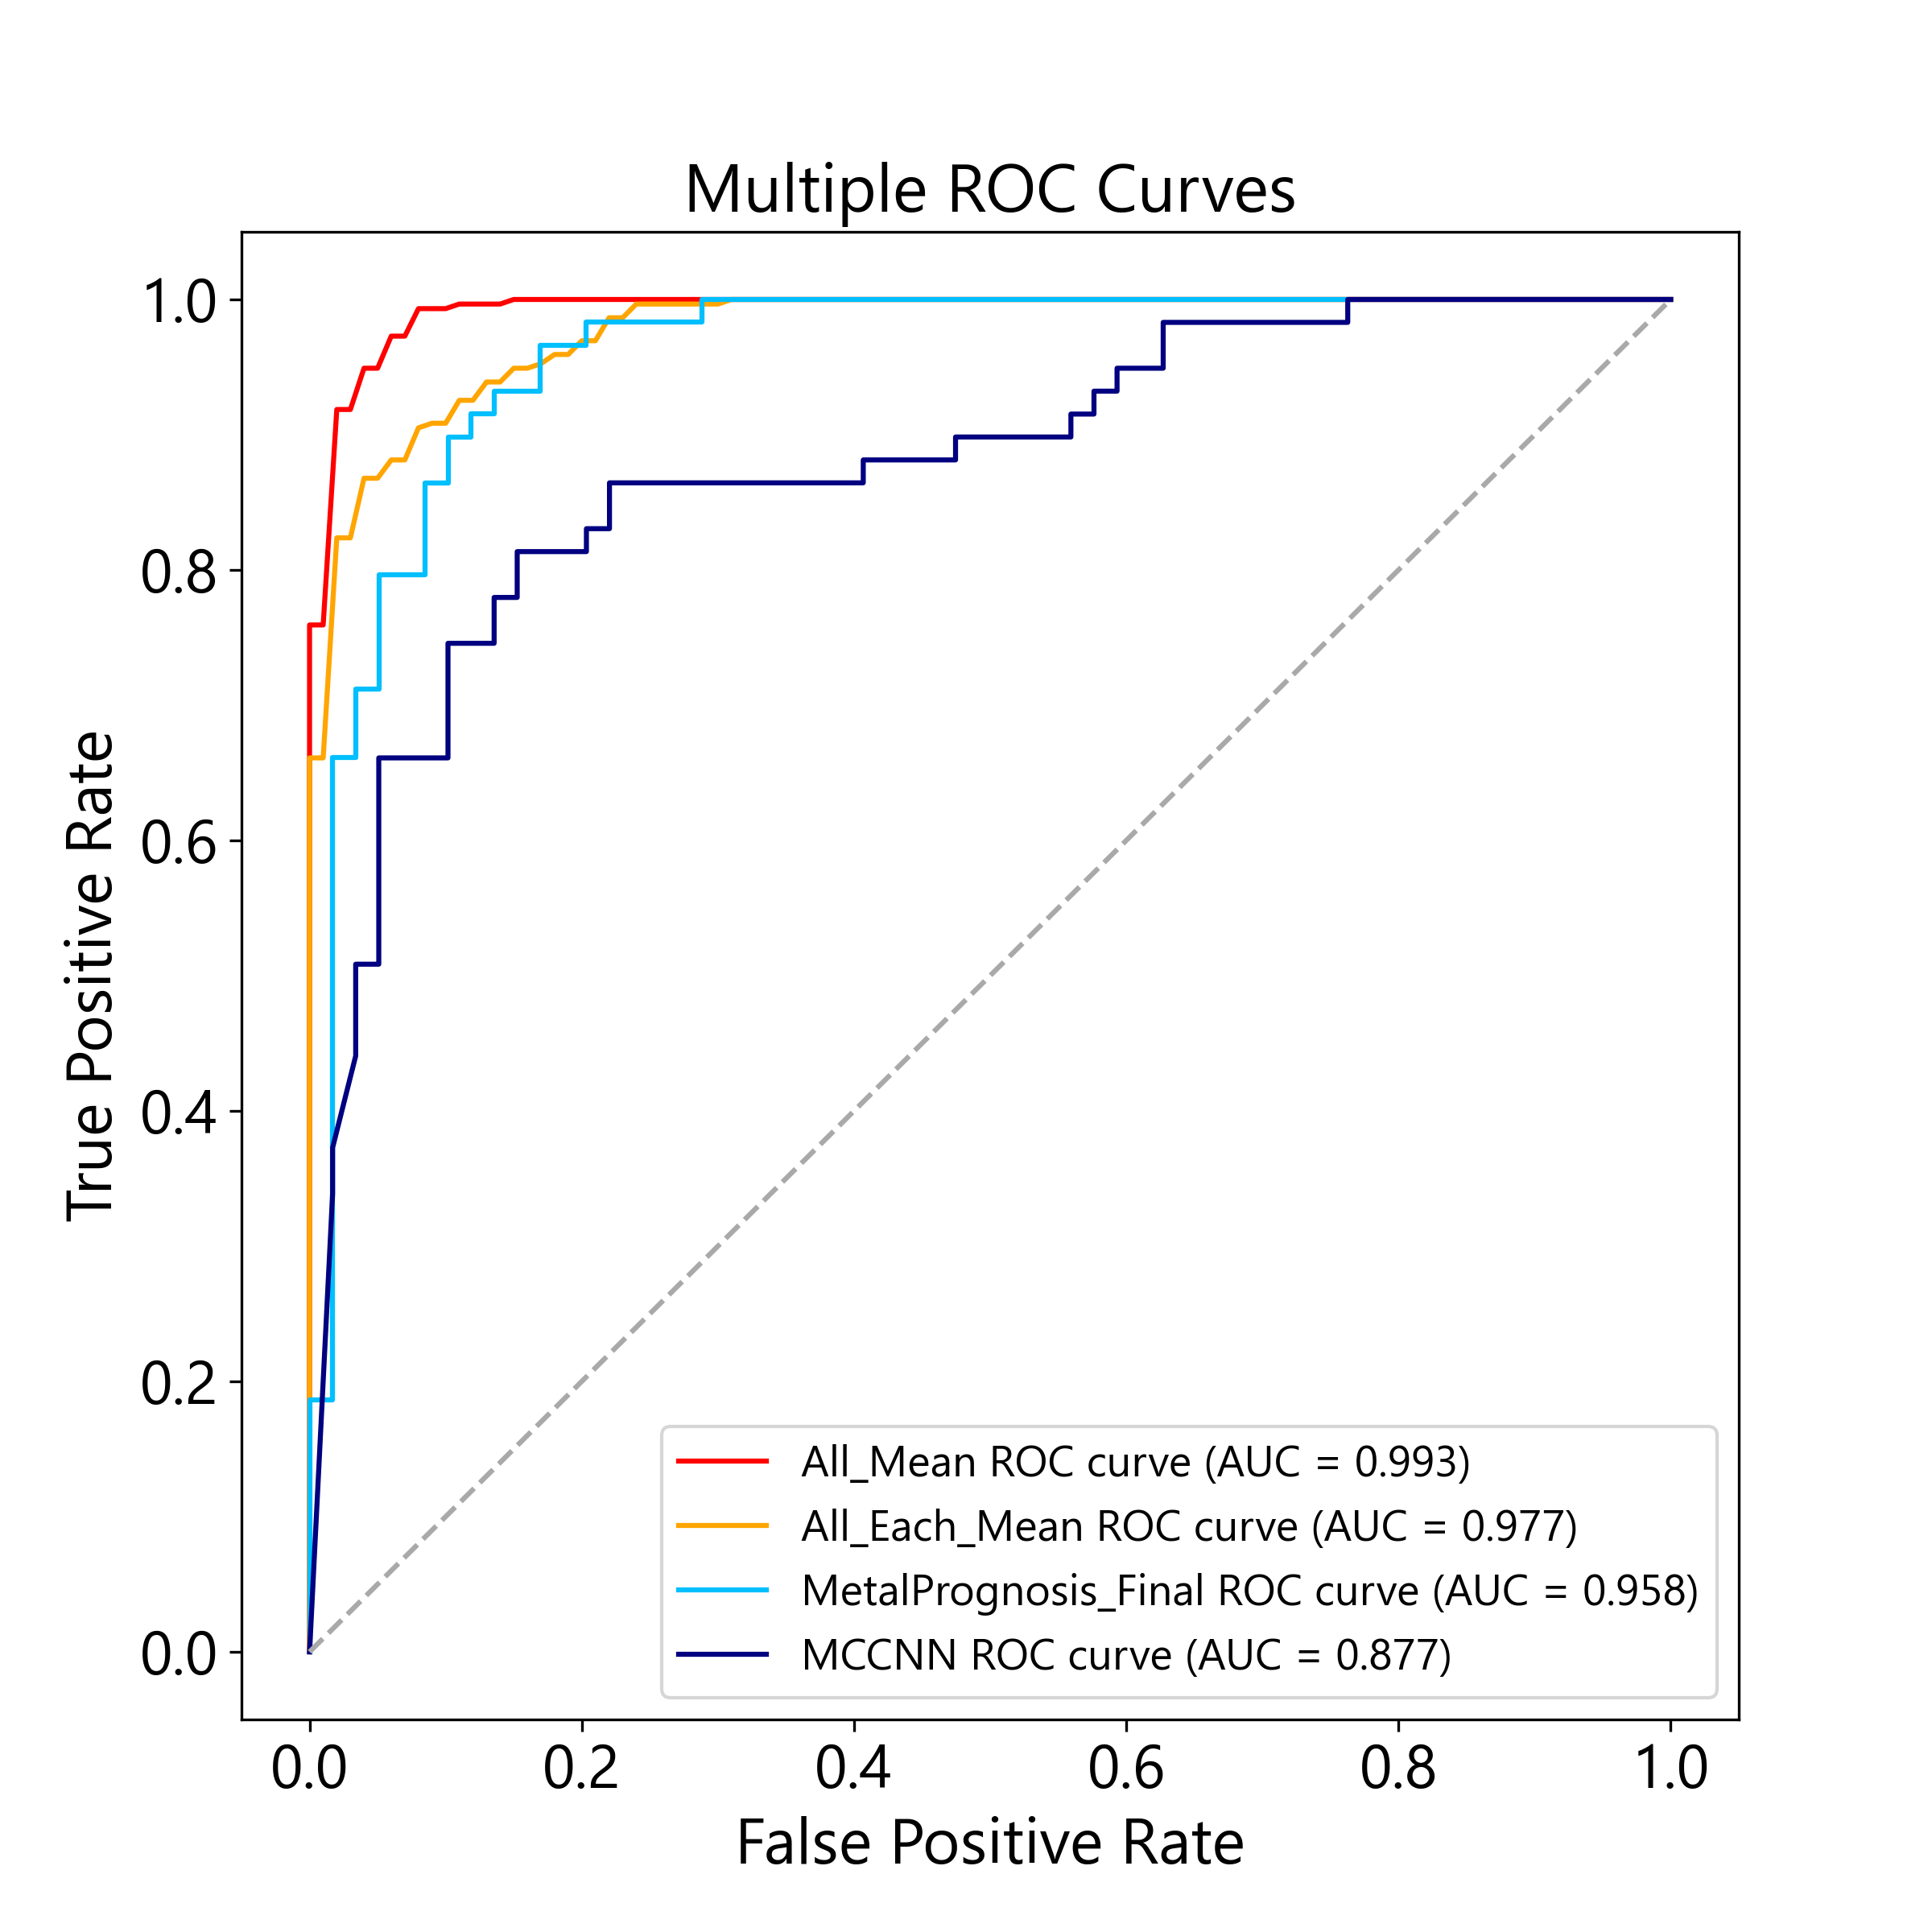 Multiple ROC Curves
True Positive Rate
1.0
0.8
0.6
0.4
0.2
0.0
All_Mean ROC curve (AUC = 0.993)
All_Each_Mean ROC curve (AUC = 0.977)
MetalPrognosis_Final ROC curve (AUC = 0.958)
MCCNN ROC curve (AUC = 0.877)
0.0 0.2 0.4 0.6 0.8 1.0
False Positive Rate